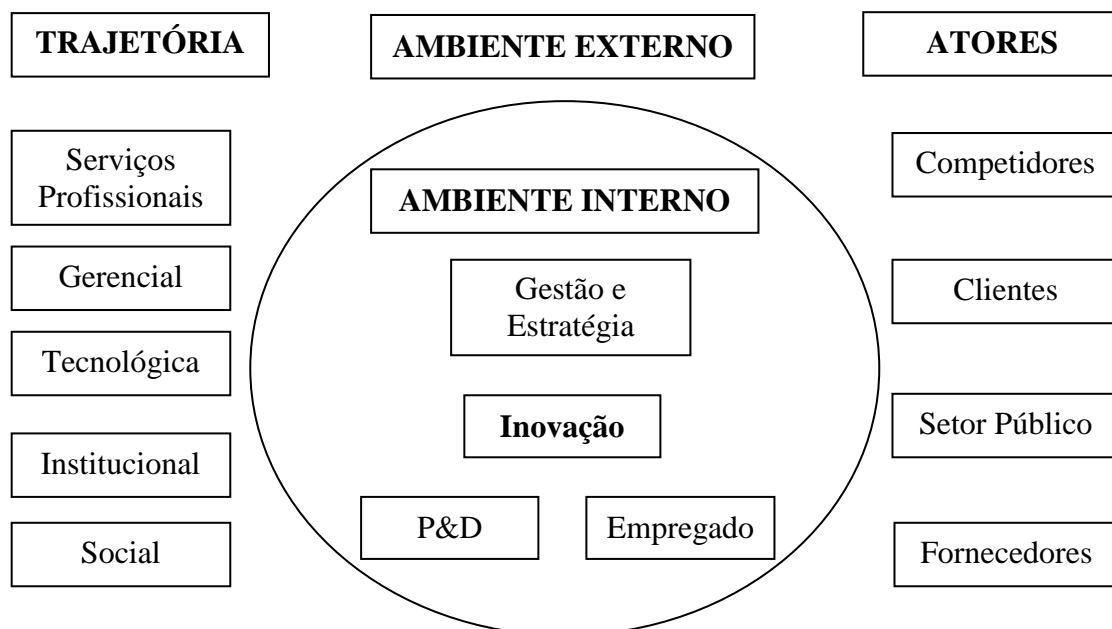 TRAJETÓRIA
AMBIENTE EXTERNO
ATORES
Serviços
Profissionais
Gerencial
Tecnológica
Institucional
Social
AMBIENTE INTERNO
Gestão e
Estratégia
Inovação
P&D
Empregado
Competidores
Clientes
Setor Público
Fornecedores